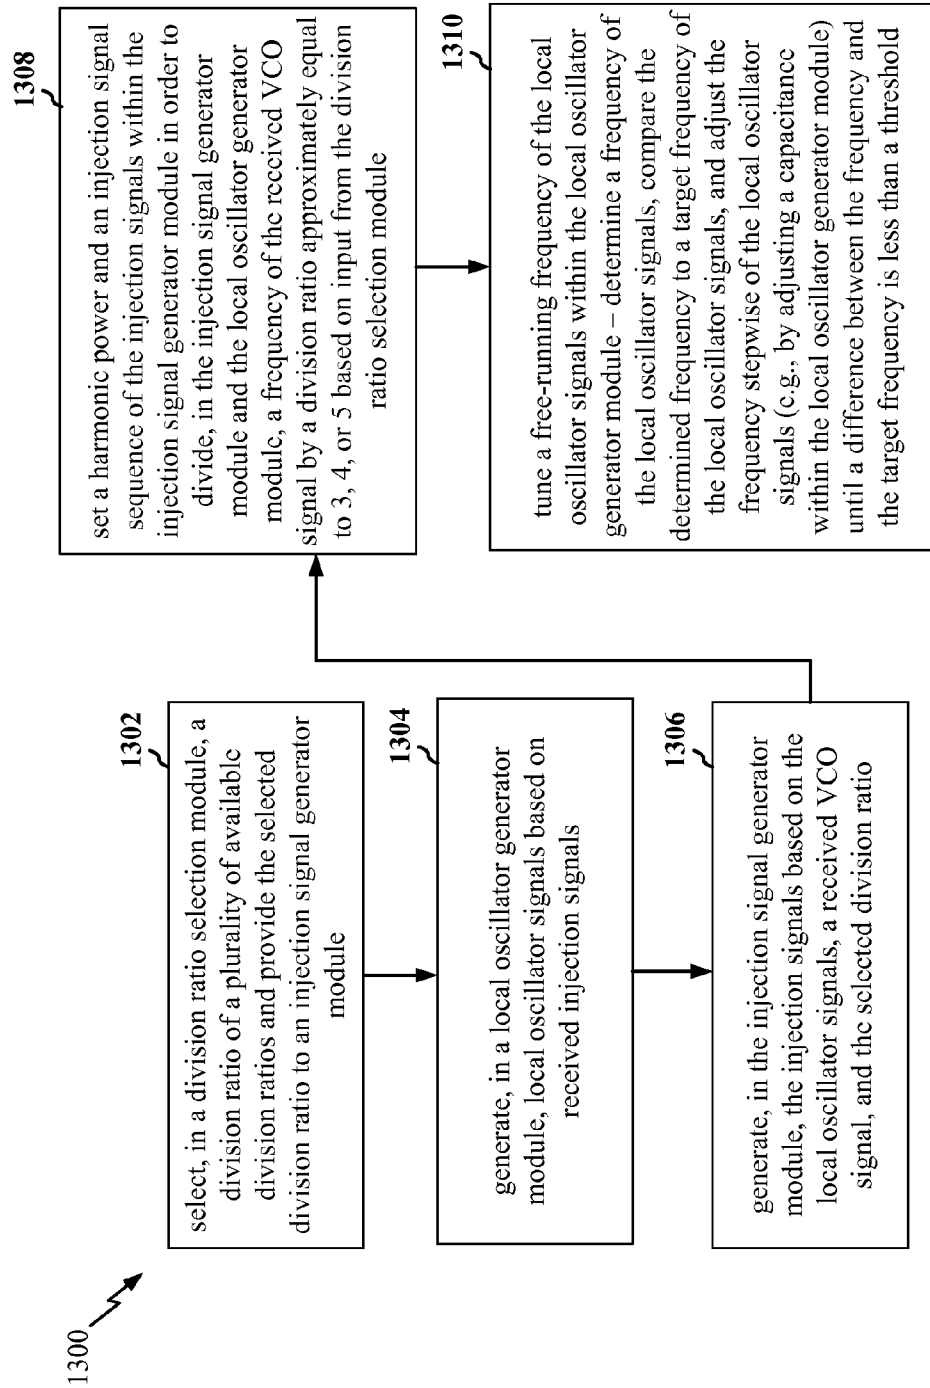 1300
1302
select, in a division ratio selection module, a
division ratio of a plurality of available
division ratios and provide the selected
division ratio to an injection signal generator
module
1304
generate, in a local oscillator generator
module, local oscillator signals based on
received injection signals
1306
generate, in the injection signal generator
module, the injection signals based on the
local oscillator signals, a received VCO
signal, and the selected division ratio
1308
set a harmonic power and an injection signal
sequence of the injection signals within the
injection signal generator module in order to
divide, in the injection signal generator
module and the local oscillator generator
module, a frequency of the received VCO
signal by a division ratio approximately equal
to 3, 4, or 5 based on input from the division
ratio selection module
1310
tune a free-running frequency of the local
oscillator signals within the local oscillator
generator module – determine a frequency of
the local oscillator signals, compare the
determined frequency to a target frequency of
the local oscillator signals, and adjust the
frequency stepwise of the local oscillator
signals (e.g., by adjusting a capacitance
within the local oscillator generator module)
until a difference between the frequency and
the target frequency is less than a threshold